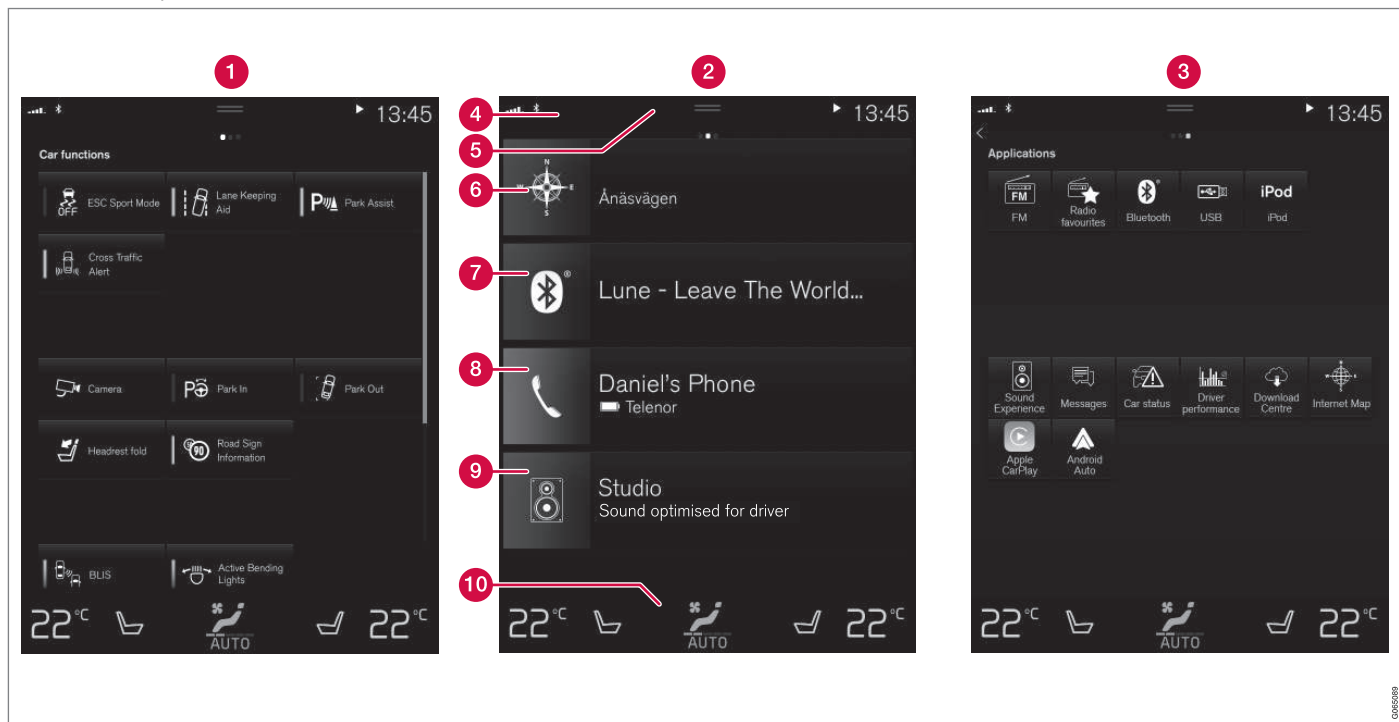 1
2
3
13:45
Car functions
OFF
ESC Sport Mode
Lane Keeping
Aid
P
Park Assist
Cross Traffic
Alert
Camera
P
Park In
Park Out
Headrest fold
90
Road Sign
Information
BLIS
Active Bending
Lights
22°C
AUTO
22°C
4
5
6
7
8
9
10
13:45
N
W
E
S
Ånäsvägen
®
Lune - Leave The World...
Daniel's Phone
Telenor
Studio
Sound optimised for driver
22°C
AUTO
22°C
13:45
Applications
FM
FM
Radio
favourites
Bluetooth
USB
iPod
iPod
Sound
Experience
Messages
Car status
Driver
performance
Download
Centre
Internet Map
Apple
CarPlay
Android
Auto
22°C
AUTO
22°C
G065089